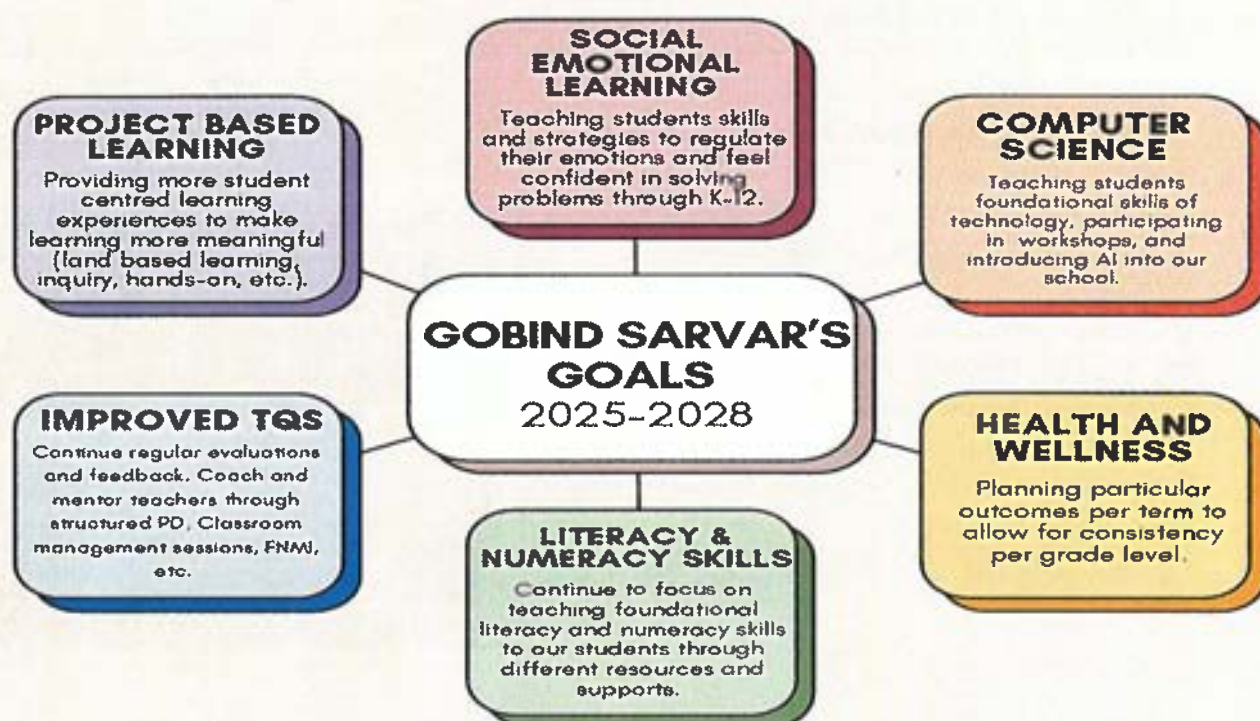 SOCIAL
EMOTIONAL
LEARNING
Teaching students skills
and strategies to regulate
their emotions and feel
confident in solving
problems through K-12.
PROJECT BASED
LEARNING
Providing more student
centred learning
experiences to make
learning more meaningful
(land based learning,
inquiry, hands-on, etc.).
COMPUTER
SCIENCE
Teaching students
foundational skills of
technology, participating
in workshops, and
introducing AI into our
school.
GOBIND SARVAR'S
GOALS
2025-2028
IMPROVED TQS
Continue regular evaluations
and feedback. Coach and
mentor teachers through
structured PD, Classroom
management sessions, FNMI,
etc.
HEALTH AND
WELLNESS
Planning particular
outcomes per term to
allow for consistency
per grade level.
LITERACY &
NUMERACY SKILLS
Continue to focus on
teaching foundational
literacy and numeracy skills
to our students through
different resources and
supports.